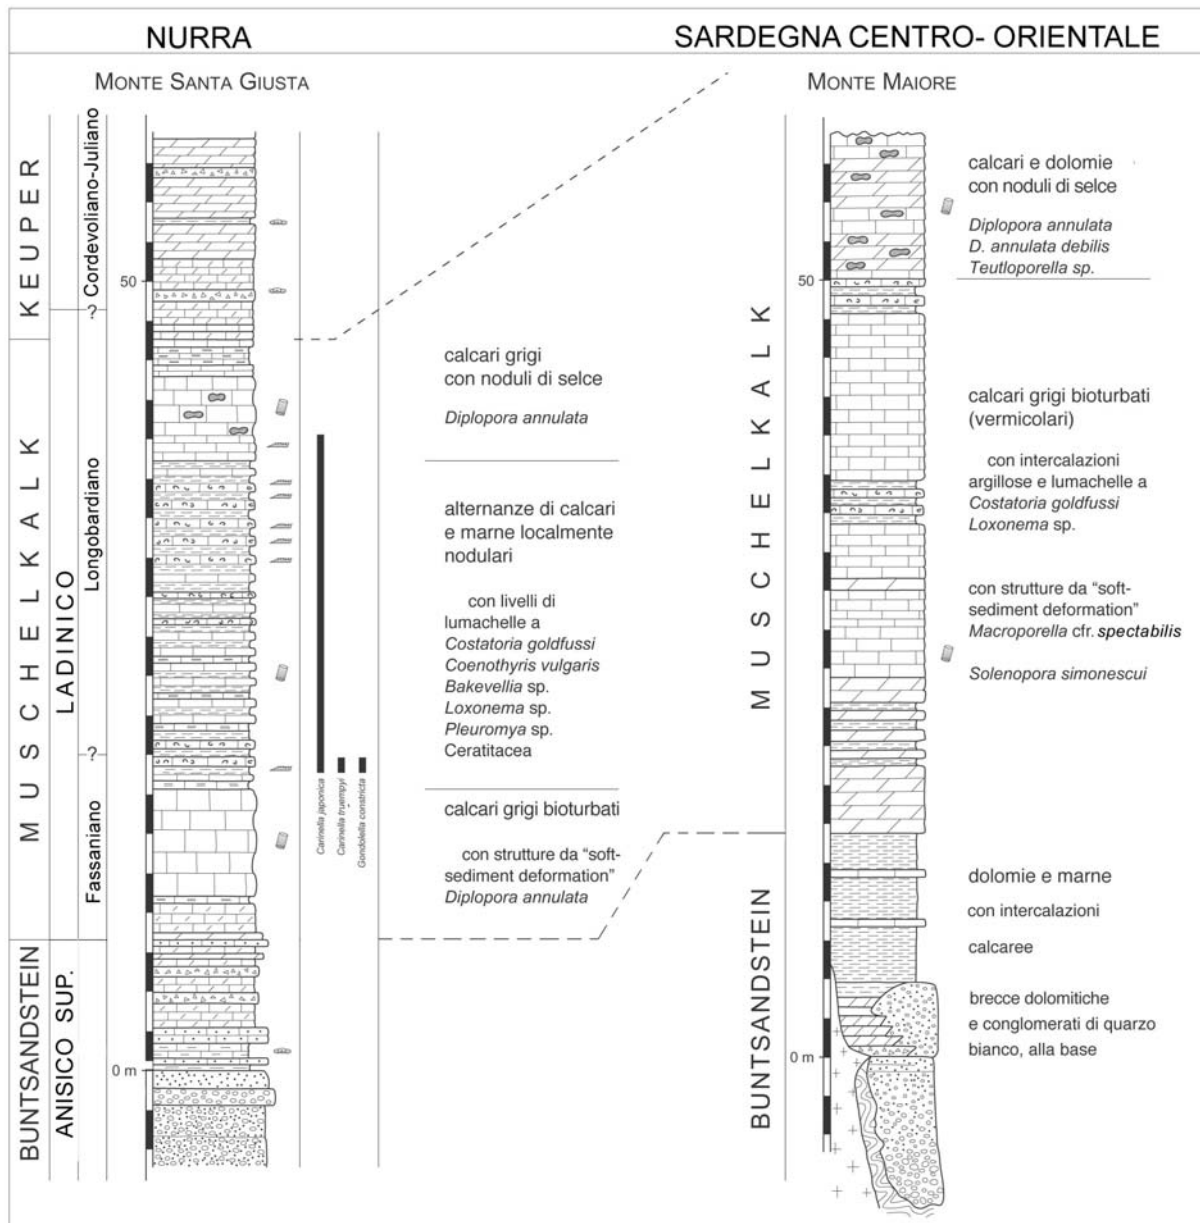 NURRA
SARDEGNA CENTRO- ORIENTALE
MONTE SANTA GIUSTA
MONTE MAIORE
KEUPER
MUSCHELKALK
BUNTSANDSTEIN
LADINICO
ANISICO SUP.
Cordevoliano-Juliano
?
Longobardiano
?
Fassaniano
50
0 m
Carinella japonica
Carinella truempyi
Gondolella constricta
calcari grigi
con noduli di selce
Diplopora annulata
alternanze di calcari
e marne localmente
nodulari
con livelli di
lumachelle a
Costatoria goldfussi
Coenothyris vulgaris
Bakevellia sp.
Loxonema sp.
Pleuromya sp.
Ceratitacea
calcari grigi bioturbati
con strutture da “soft-
sediment deformation”
Diplopora annulata
MUSCHELKALK
BUNTSANDSTEIN
50
0 m
calcari e dolomie
con noduli di selce
Diplopora annulata
D. annulata debilis
Teutloporella sp.
calcari grigi bioturbati
(vermicolari)
con intercalazioni
argillose e lumachelle a
Costatoria goldfussi
Loxonema sp.
con strutture da “soft-
sediment deformation”
Macroporella cfr. spectabilis
Solenopora simonescui
dolomie e marne
con intercalazioni
calcaree
brecce dolomitiche
e conglomerati di quarzo
bianco, alla base